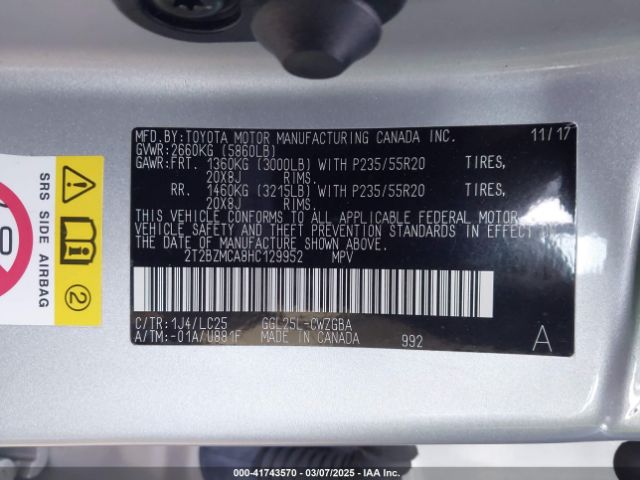 MFD.BY:TOYOTA MOTOR MANUFACTURING CANADA INC. 11/17
GVWR:2660KG (5860LB)
GAWR:FRT. 1360KG (3000LB) WITH P235/55R20 TIRES,
20X8J RIMS,
RR. 1460KG (3215LB) WITH P235/55R20 TIRES,
20X8J RIMS.
THIS VEHICLE CONFORMS TO ALL APPLICABLE FEDERAL MOTOR
VEHICLE SAFETY AND THEFT PREVENTION STANDARDS IN EFFECT
ON THE DATE OF MANUFACTURE SHOWN ABOVE.
2T2BZMCA8HC129952 MPV
C/TR:1J4/LC25 GGL25L-CWZGBA
A/TM:-01A/U881F MADE IN CANADA 992 A
SRS SIDE AIRBAG
2
000-41743570 — 03/07/2025 — IAA Inc.